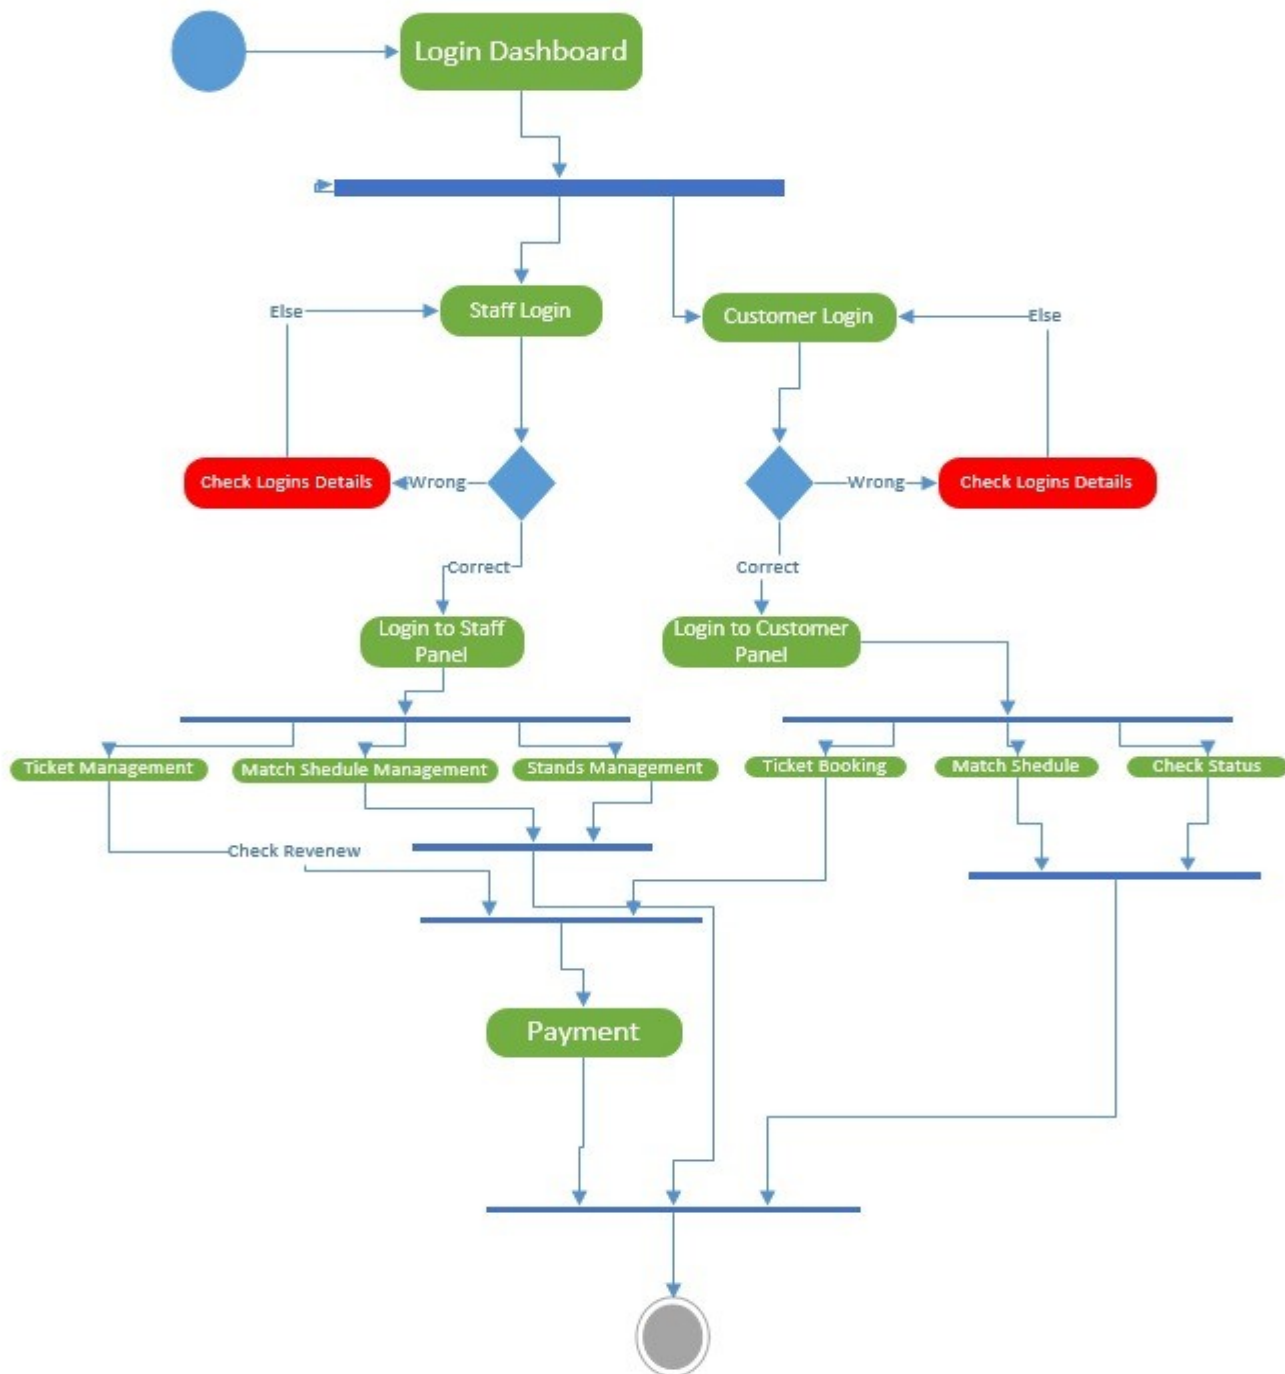 Login Dashboard
Staff Login
Customer Login
Else
Else
Check Logins Details
Wrong
Wrong
Check Logins Details
Correct
Correct
Login to Staff
Panel
Login to Customer
Panel
Ticket Management
Match Shedule Management
Stands Management
Ticket Booking
Match Shedule
Check Status
Check Revenew
Payment